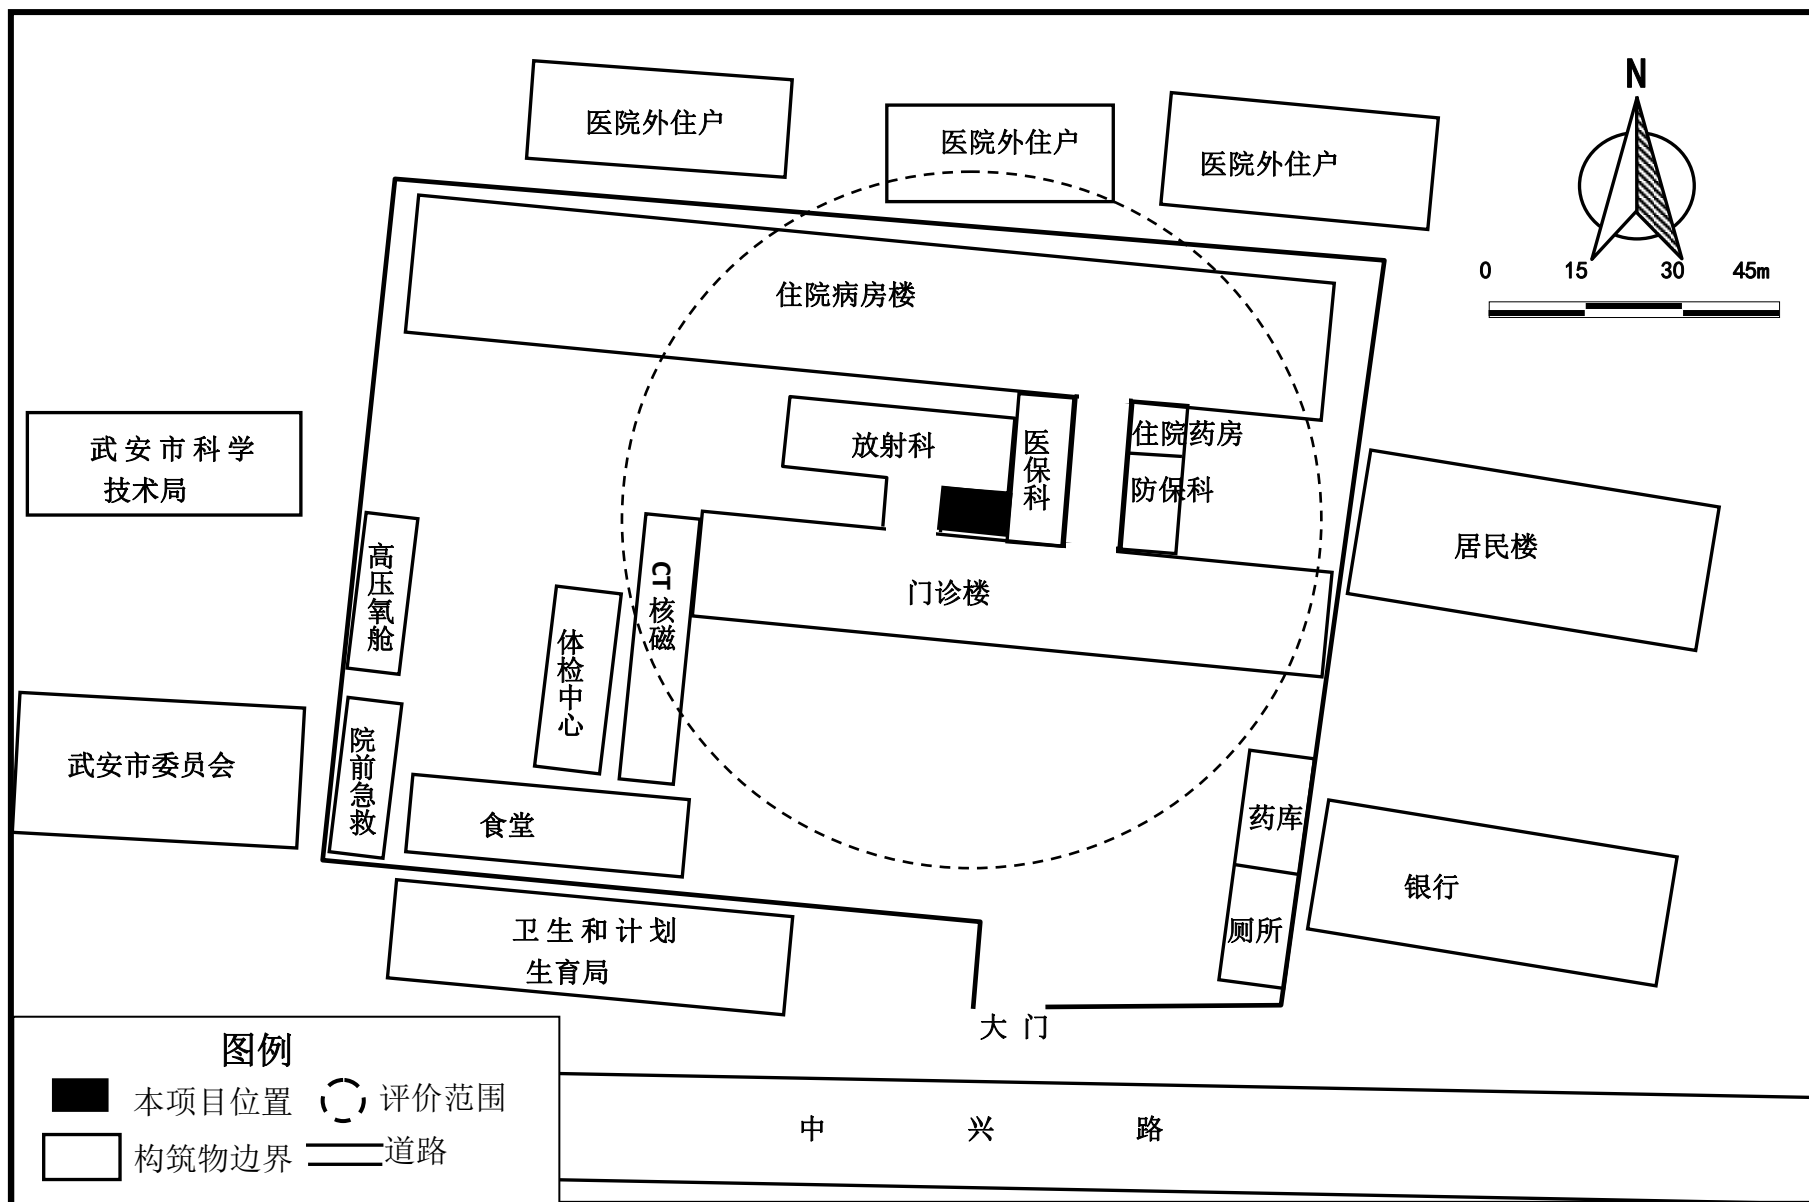 医院外住户
医院外住户
医院外住户
N
0 15 30 45m
住院病房楼
武安市科学
技术局
放射科
医保科
住院药房
防保科
居民楼
高压氧舱
CT核磁
门诊楼
体检中心
武安市委员会
院前急救
食堂
药库
银行
厕所
卫生和计划
生育局
大门
图例
本项目位置
评价范围
构筑物边界
道路
中兴路